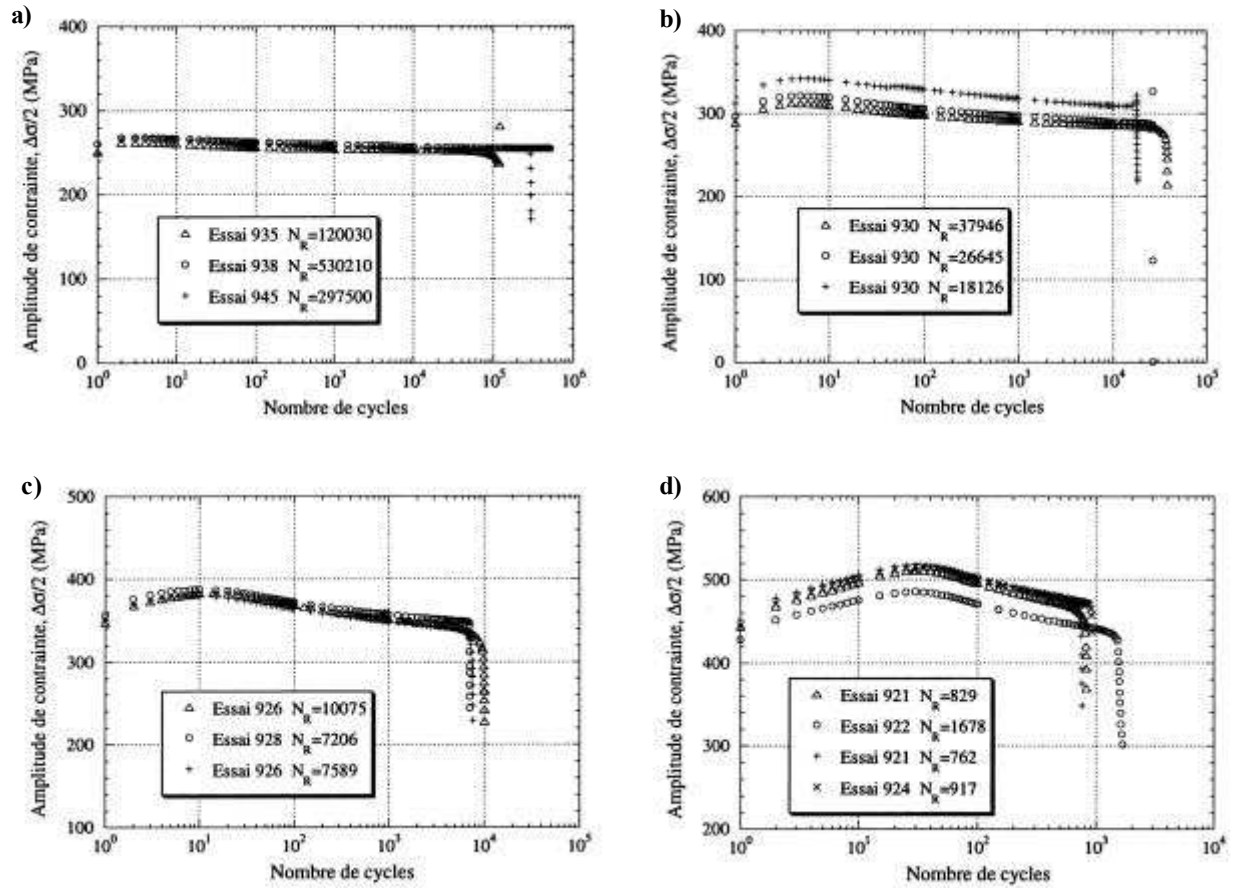 a)
400
300
200
100
0
Amplitude de contrainte, Δσ/2 (MPa)
Essai 935 N_R=120030
Essai 938 N_R=530210
Essai 945 N_R=297500
10^0 10^1 10^2 10^3 10^4 10^5 10^6
Nombre de cycles
b)
400
300
200
100
0
Amplitude de contrainte, Δσ/2 (MPa)
Essai 930 N_R=37946
Essai 930 N_R=26645
Essai 930 N_R=18126
10^0 10^1 10^2 10^3 10^4 10^5
Nombre de cycles
c)
500
400
300
200
100
Amplitude de contrainte, Δσ/2 (MPa)
Essai 926 N_R=10075
Essai 928 N_R=7206
Essai 926 N_R=7589
10^0 10^1 10^2 10^3 10^4 10^5
Nombre de cycles
d)
600
500
400
300
200
Amplitude de contrainte, Δσ/2 (MPa)
Essai 921 N_R=829
Essai 922 N_R=1678
Essai 921 N_R=762
Essai 924 N_R=917
10^0 10^1 10^2 10^3 10^4
Nombre de cycles